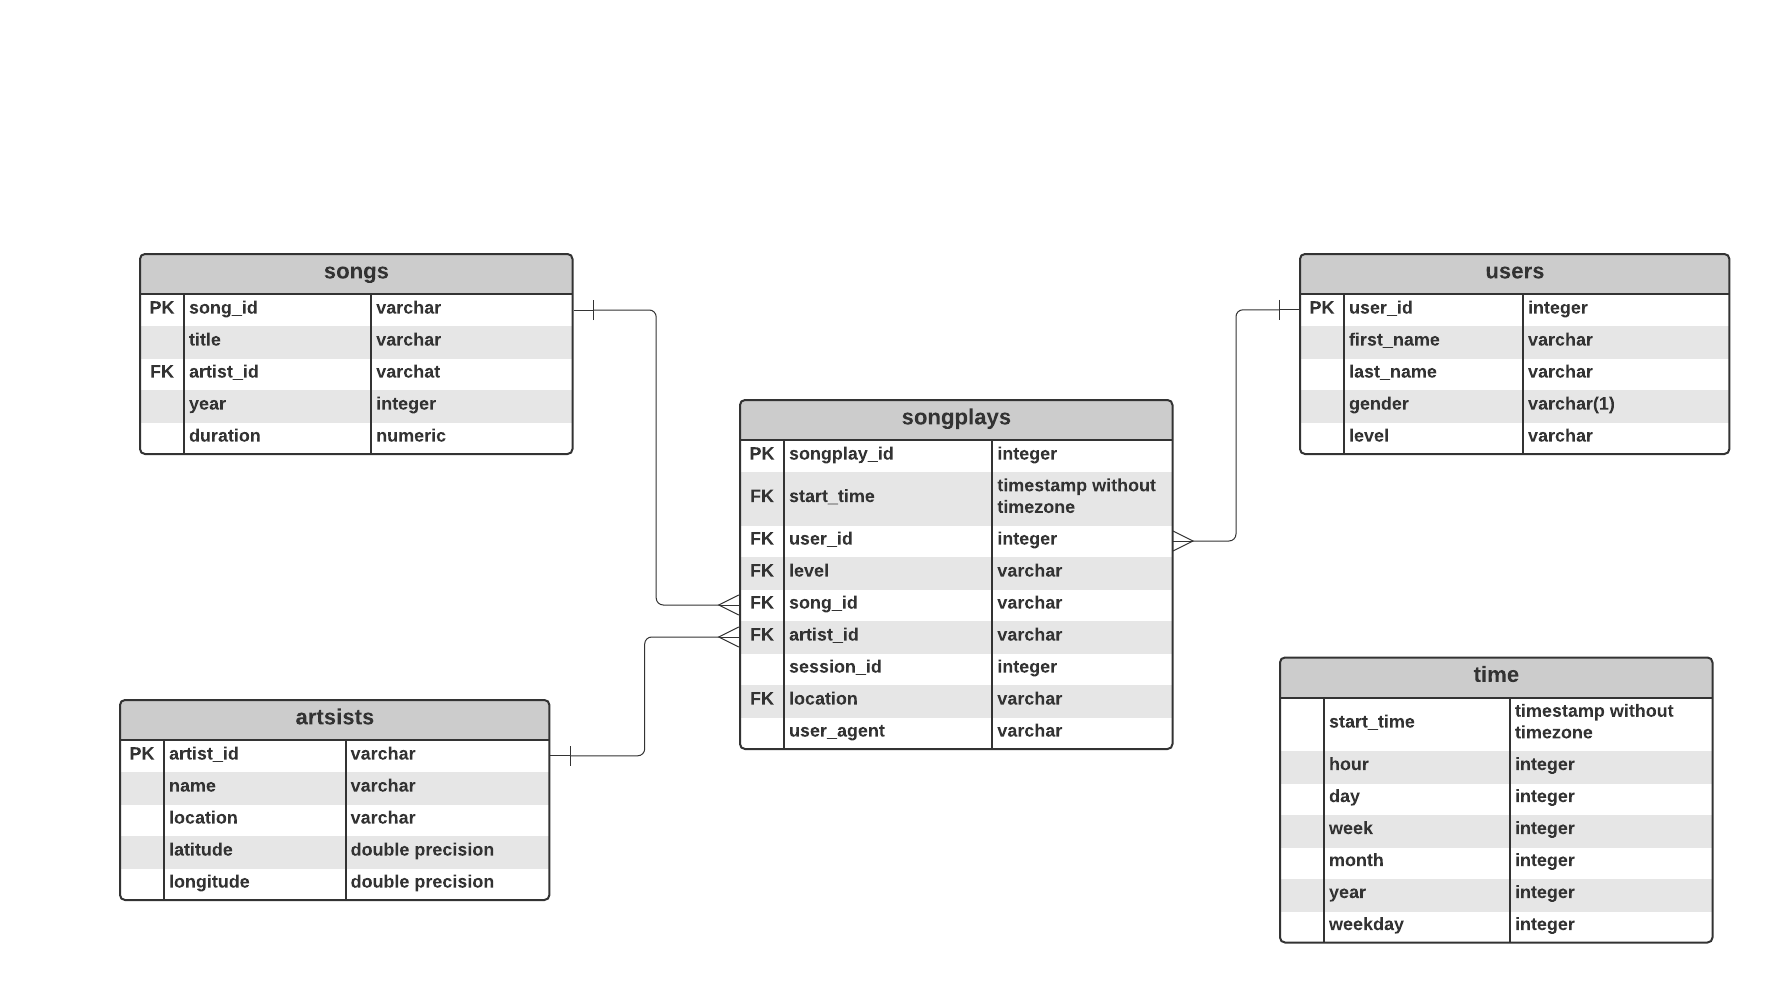 songs
PK song_id varchar
title varchar
FK artist_id varchat
year integer
duration numeric
users
PK user_id integer
first_name varchar
last_name varchar
gender varchar(1)
level varchar
songplays
PK songplay_id integer
FK start_time timestamp without
timezone
FK user_id integer
FK level varchar
FK song_id varchar
FK artist_id varchar
session_id integer
FK location varchar
user_agent varchar
artsists
PK artist_id varchar
name varchar
location varchar
latitude double precision
longitude double precision
time
start_time timestamp without
timezone
hour integer
day integer
week integer
month integer
year integer
weekday integer